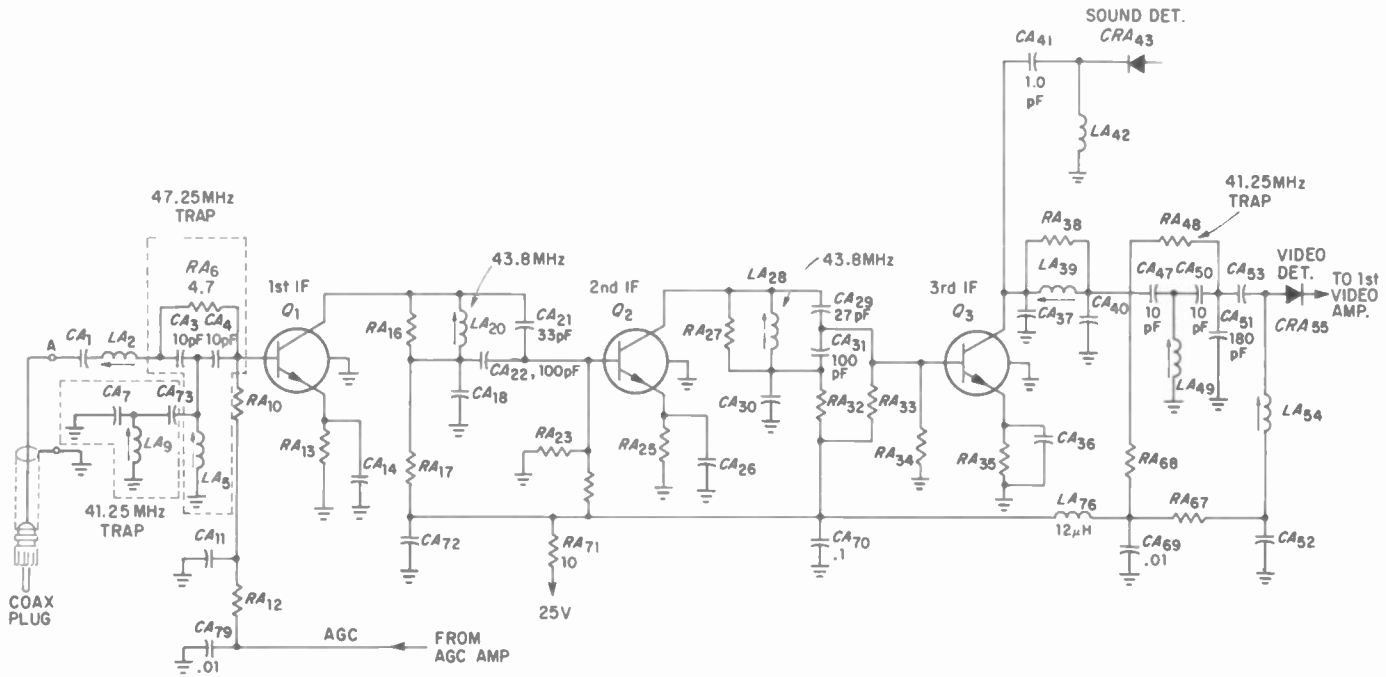 SOUND DET.
CRA43
CA41
1.0
pF
LA42
47.25MHz
TRAP
41.25MHz
TRAP
RA6
4.7
CA3
10pF
CA4
10pF
1st IF
Q1
43.8MHz
RA16
LA20
CA21
33pF
2nd IF
Q2
LA28
43.8MHz
RA27
CA29
27pF
CA31
100
pF
3rd IF
Q3
RA38
LA39
CA37
CA40
RA48
CA47
10
pF
CA50
10
pF
CA53
CA51
180
pF
VIDEO
DET.
CRA55
TO 1st
VIDEO
AMP.
A
CA1
LA2
CA7
CA73
LA9
LA5
RA10
41.25MHz
TRAP
RA13
CA14
CA22, 100pF
CA18
RA17
RA23
RA25
CA26
CA30
RA32
RA33
RA34
RA35
CA36
LA49
LA54
RA68
LA76
12µH
RA67
CA11
CA72
RA71
10
25V
CA70
.1
CA69
.01
CA52
COAX
PLUG
RA12
CA79
.01
AGC
FROM
AGC AMP